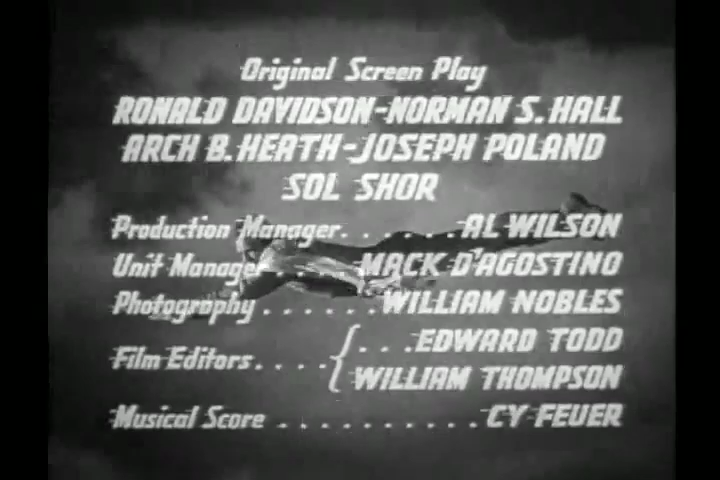 Original Screen Play
RONALD DAVIDSON-NORMAN S. HALL
ARCH B. HEATH-JOSEPH POLAND
SOL SHOR
Production Manager. . . . . . . AL WILSON
Unit Manager . . . . . MACK D'AGOSTINO
Photography . . . . . . . WILLIAM NOBLES
Film Editors. . . . { . . . EDWARD TODD
WILLIAM THOMPSON
Musical Score . . . . . . . . . . CY FEUER